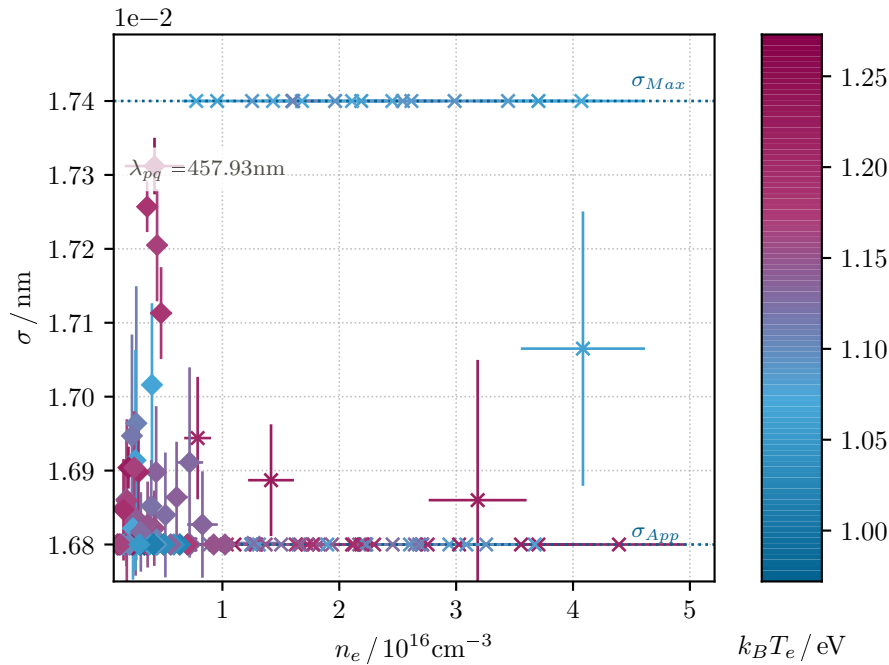 1e−2
σ_Max
λ_pq = 457.93nm
σ_App
1.74
1.73
1.72
1.71
1.70
1.69
1.68
σ / nm
1 2 3 4 5
n_e / 10^16 cm^−3
1.25
1.20
1.15
1.10
1.05
1.00
k_B T_e / eV